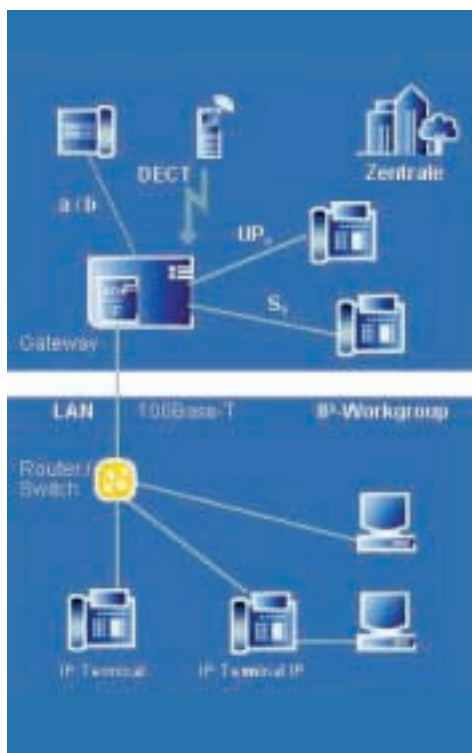 DECT
Zentrale
a / b
UP₀
S₀
Gateway
LAN 100Base-T IP-Workgroup
Router /
Switch
IP Terminal IP Terminal IP